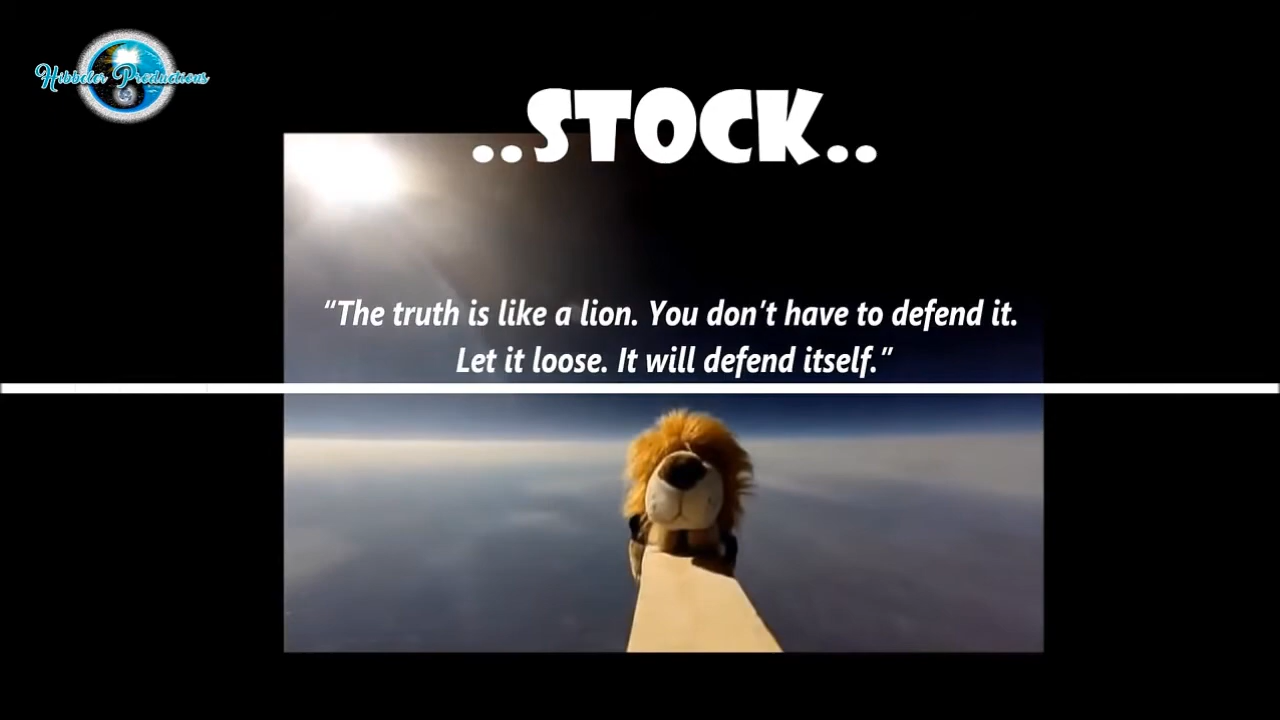 Hibbeler Productions
..STOCK..
“The truth is like a lion. You don’t have to defend it.
Let it loose. It will defend itself.”